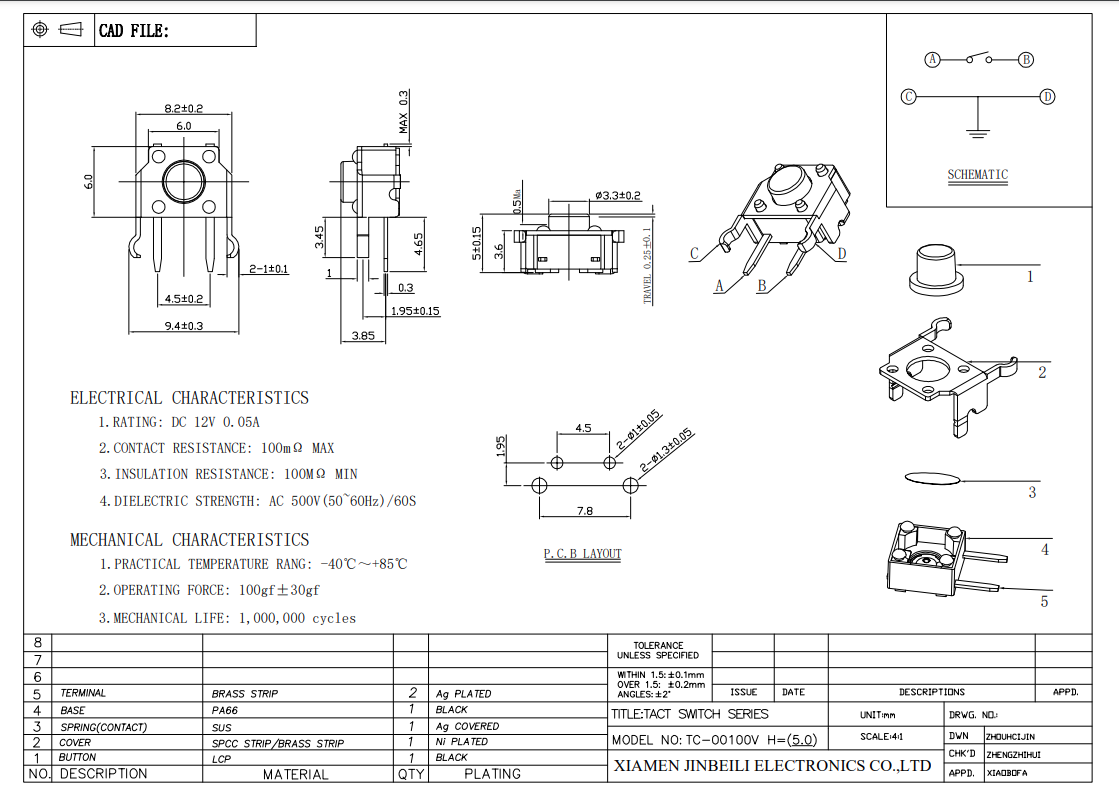 CAD FILE:
A
B
C
D
SCHEMATIC
8.2±0.2
6.0
6.0
2-1±0.1
4.5±0.2
9.4±0.3
MAX 0.3
3.45
4.65
1
0.3
1.95±0.15
3.85
0.5Ma
ø3.3±0.2
5±0.15
3.6
TRAVEL 0.25±0.1
C
D
A
B
1
2
3
4
5
ELECTRICAL CHARACTERISTICS
1.RATING: DC 12V 0.05A
2.CONTACT RESISTANCE: 100mΩ MAX
3.INSULATION RESISTANCE: 100MΩ MIN
4.DIELECTRIC STRENGTH: AC 500V(50~60Hz)/60S
MECHANICAL CHARACTERISTICS
1.PRACTICAL TEMPERATURE RANG: -40℃～+85℃
2.OPERATING FORCE: 100gf±30gf
3.MECHANICAL LIFE: 1,000,000 cycles
4.5
2-ø1±0.05
1.95
2-ø1.3±0.05
7.8
P.C.B LAYOUT
8
7
6
5 TERMINAL BRASS STRIP 2 Ag PLATED
4 BASE PA66 1 BLACK
3 SPRING(CONTACT) SUS 1 Ag COVERED
2 COVER SPCC STRIP/BRASS STRIP 1 Ni PLATED
1 BUTTON LCP 1 BLACK
NO. DESCRIPTION MATERIAL QTY PLATING
TOLERANCE
UNLESS SPECIFIED
WITHIN 1.5: ±0.1mm
OVER 1.5: ±0.2mm
ANGLES: ±2°
ISSUE DATE DESCRIPTIONS APPD.
TITLE:TACT SWITCH SERIES
UNIT:mm
DRWG. NO.:
MODEL NO: TC-00100V H=(5.0)
SCALE:4:1
DWN ZHOUHCIJIN
CHK'D ZHENGZHIHUI
XIAMEN JINBEILI ELECTRONICS CO.,LTD
APPD. XIAOBOFA